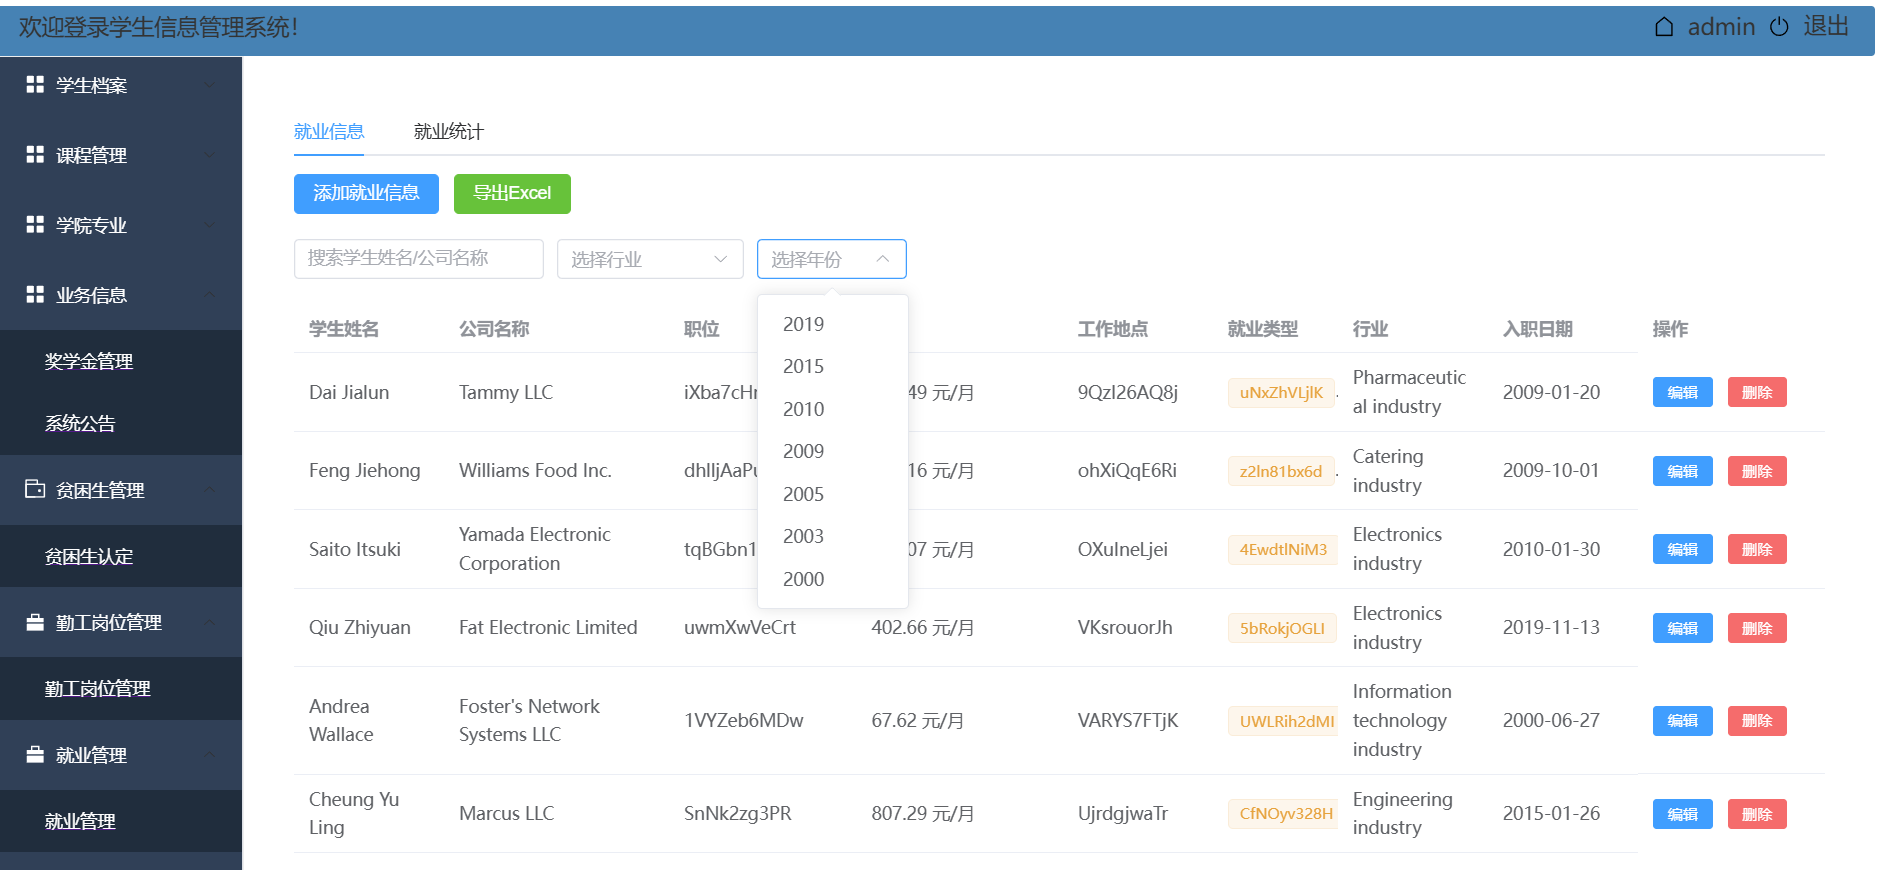 欢迎登录学生信息管理系统!
admin 退出
学生档案
课程管理
学院专业
业务信息
奖学金管理
系统公告
贫困生管理
贫困生认定
勤工岗位管理
勤工岗位管理
就业管理
就业管理
就业信息 就业统计
添加就业信息 导出Excel
搜索学生姓名/公司名称 选择行业 选择年份
2019
2015
2010
2009
2005
2003
2000
学生姓名 公司名称 职位 工作地点 就业类型 行业 入职日期 操作
Dai Jialun Tammy LLC 49 元/月 9QzI26AQ8j Pharmaceutic 2009-01-20 编辑 删除
al industry
Feng Jiehong Williams Food Inc. 16 元/月 ohXiQqE6Ri z2ln81bx6d Catering 2009-10-01 编辑 删除
industry
Saito Itsuki Yamada Electronic tqBGbn1 07 元/月 OXuIneLjei 4EwdtlNiM3 Electronics 2010-01-30 编辑 删除
Corporation industry
Qiu Zhiyuan Fat Electronic Limited uwmXwVeCrt 402.66 元/月 VKsrouorJh 5bRokjOGLI Electronics 2019-11-13 编辑 删除
industry
Andrea Foster's Network 1VYZeb6MDw 67.62 元/月 VARYS7FTjK UWLRih2dMI Information 2000-06-27 编辑 删除
Wallace Systems LLC technology
industry
Cheung Yu Marcus LLC SnNk2zg3PR 807.29 元/月 UjrdgjwaTr CfNOyv328H Engineering 2015-01-26 编辑 删除
Ling industry